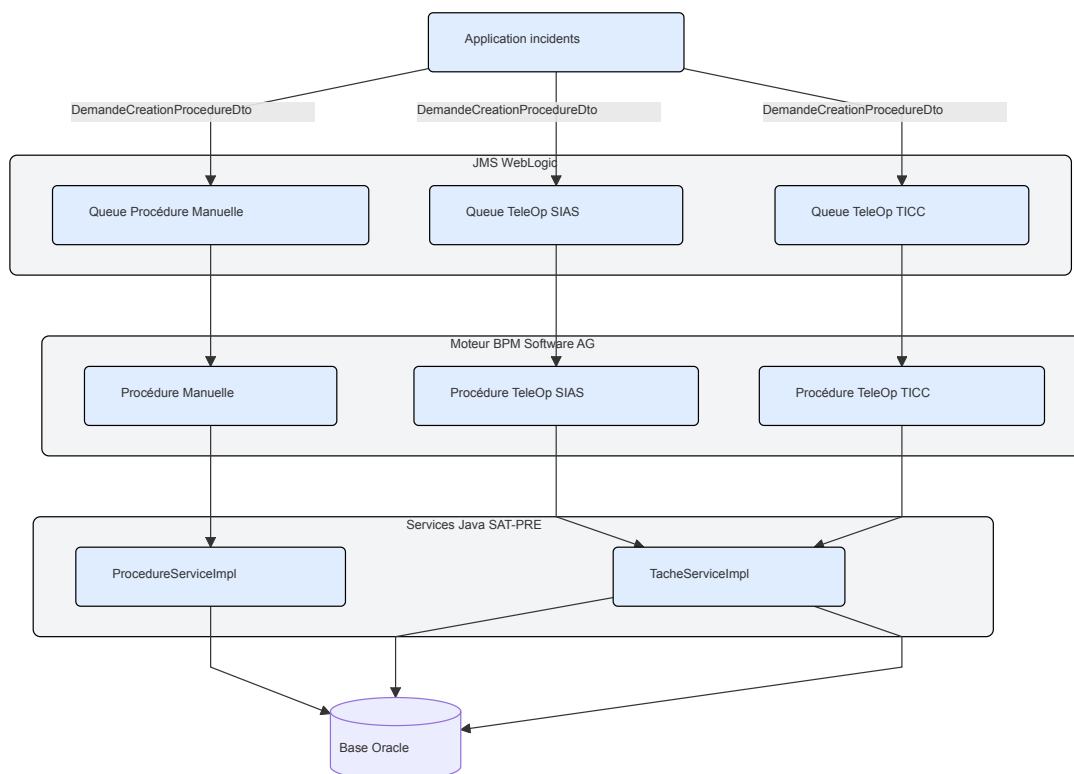 Application incidents
DemandeCreationProcedureDto
DemandeCreationProcedureDto
DemandeCreationProcedureDto
JMS WebLogic
Queue Procédure Manuelle
Queue TeleOp SIAS
Queue TeleOp TICC
Moteur BPM Software AG
Procédure Manuelle
Procédure TeleOp SIAS
Procédure TeleOp TICC
Services Java SAT-PRE
ProcedureServiceImpl
TacheServiceImpl
Base Oracle